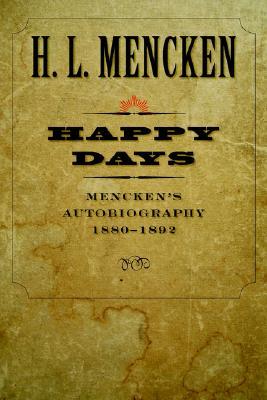 H. L. MENCKEN
HAPPY
DAYS
MENCKEN'S
AUTOBIOGRAPHY
1880–1892